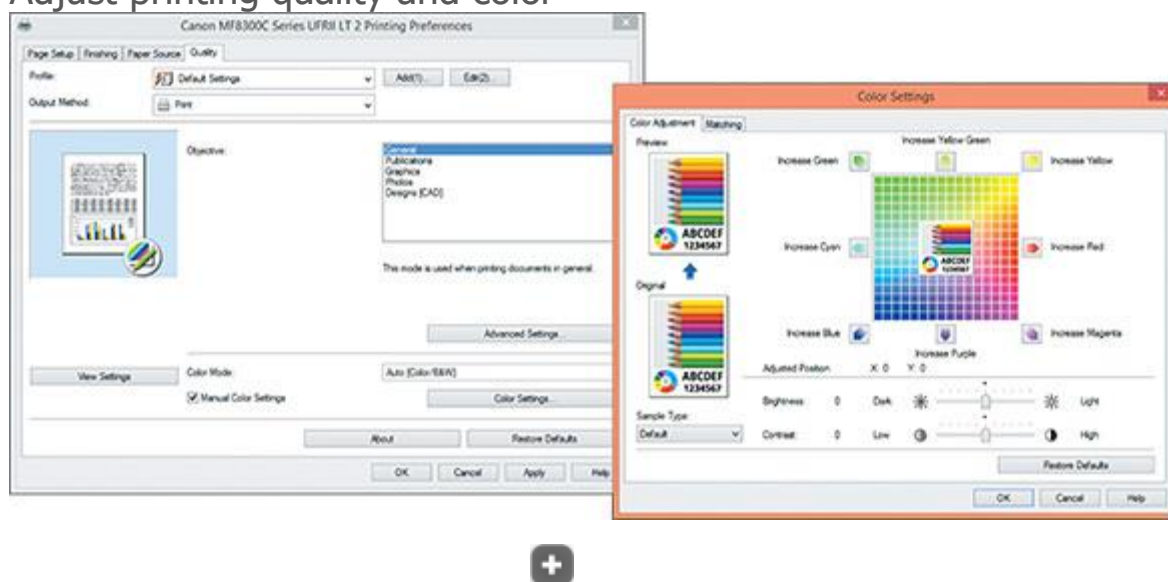 Adjust printing quality and color
Canon MF8300C Series UFRII LT 2 Printing Preferences
Page Setup Finishing Paper Source Quality
Profile: Default Settings Add(1)... Edit(2)...
Output Method: Print
Objective: General
Publications
Graphics
Photos
Designs [CAD]
This mode is used when printing documents in general.
Advanced Settings...
View Settings
Color Mode: Auto [Color/B&W]
Manual Color Settings Color Settings...
About Restore Defaults
OK Cancel Apply Help
Color Settings
Color Adjustment Matching
Preview
ABCDEF
1234567
Original
ABCDEF
1234567
Sample Type:
Default
Increase Yellow Green
Increase Green Increase Yellow
Increase Cyan Increase Red
ABCDEF
1234567
Increase Blue Increase Magenta
Increase Purple
Adjusted Position X: 0 Y: 0
Brightness: 0 Dark Light
Contrast: 0 Low High
Restore Defaults
OK Cancel Help